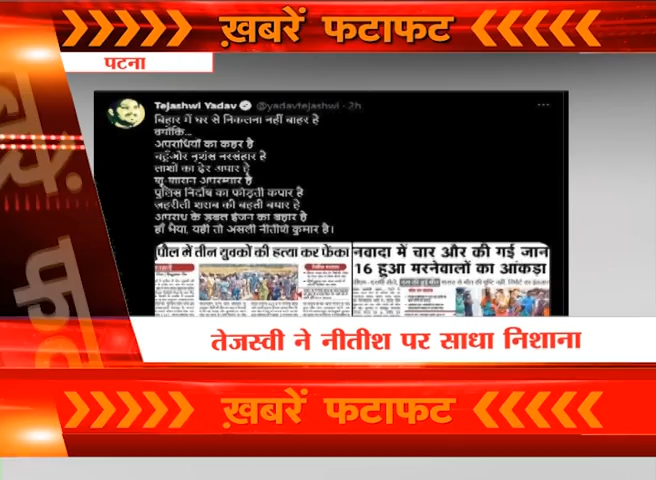 ख़बरें फटाफट
पटना
Tejashwi Yadav @yadavtejashwi · 2h
बिहार में घर से निकलना नहीं बाहर है
क्योंकि...
अपराधियों का कहर है
चहुँओर नृशंस नरसंहार है
लाशों का ढेर अपार है
पुलिस निर्दोष का फोड़ती कपार है
जहरीली शराब की बहती बयार है
अपराध के डबल इंजन की बहार है
हाँ भैया, यही तो असली नीतीशे कुमार है।
पौल में तीन युवकों की हत्या कर फेंका
नवादा में चार और की गई जान
16 हुआ मरनेवालों का आंकड़ा
तेजस्वी ने नीतीश पर साधा निशाना
ख़बरें फटाफट